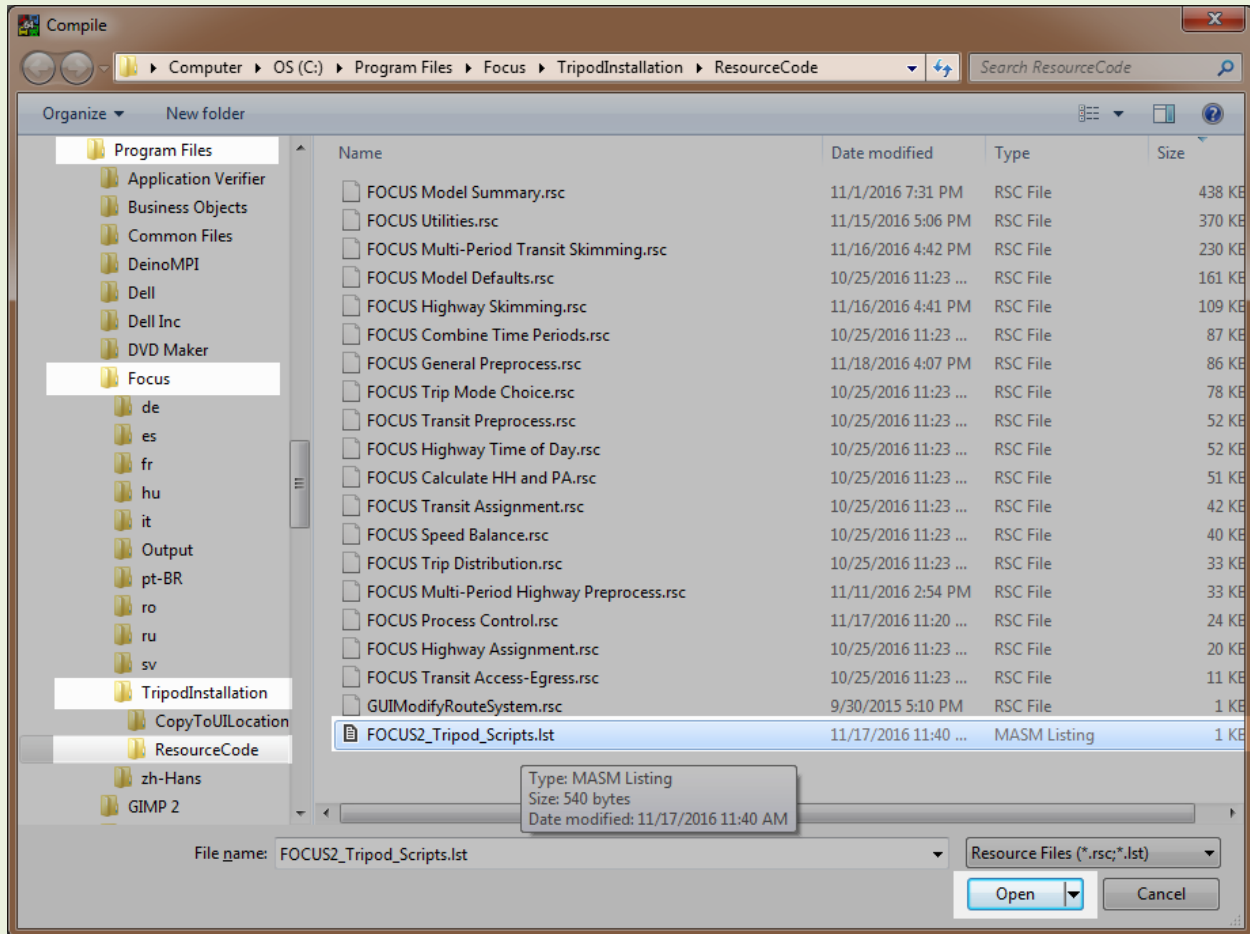 Compile
Computer OS (C:) Program Files Focus TripodInstallation ResourceCode Search ResourceCode
Organize New folder
Program Files
Application Verifier
Business Objects
Common Files
DeinoMPI
Dell
Dell Inc
DVD Maker
Focus
de
es
fr
hu
it
Output
pt-BR
ro
ru
sv
TripodInstallation
CopyToUILocation
ResourceCode
zh-Hans
GIMP 2
Name Date modified Type Size
FOCUS Model Summary.rsc 11/1/2016 7:31 PM RSC File 438 KB
FOCUS Utilities.rsc 11/15/2016 5:06 PM RSC File 370 KB
FOCUS Multi-Period Transit Skimming.rsc 11/16/2016 4:42 PM RSC File 230 KB
FOCUS Model Defaults.rsc 10/25/2016 11:23 ... RSC File 161 KB
FOCUS Highway Skimming.rsc 11/16/2016 4:41 PM RSC File 109 KB
FOCUS Combine Time Periods.rsc 10/25/2016 11:23 ... RSC File 87 KB
FOCUS General Preprocess.rsc 11/18/2016 4:07 PM RSC File 86 KB
FOCUS Trip Mode Choice.rsc 10/25/2016 11:23 ... RSC File 78 KB
FOCUS Transit Preprocess.rsc 10/25/2016 11:23 ... RSC File 52 KB
FOCUS Highway Time of Day.rsc 10/25/2016 11:23 ... RSC File 52 KB
FOCUS Calculate HH and PA.rsc 10/25/2016 11:23 ... RSC File 51 KB
FOCUS Transit Assignment.rsc 10/25/2016 11:23 ... RSC File 42 KB
FOCUS Speed Balance.rsc 10/25/2016 11:23 ... RSC File 40 KB
FOCUS Trip Distribution.rsc 10/25/2016 11:23 ... RSC File 33 KB
FOCUS Multi-Period Highway Preprocess.rsc 11/11/2016 2:54 PM RSC File 33 KB
FOCUS Process Control.rsc 11/17/2016 11:20 ... RSC File 24 KB
FOCUS Highway Assignment.rsc 10/25/2016 11:23 ... RSC File 20 KB
FOCUS Transit Access-Egress.rsc 10/25/2016 11:23 ... RSC File 11 KB
GUIModifyRouteSystem.rsc 9/30/2015 5:10 PM RSC File 1 KB
FOCUS2_Tripod_Scripts.lst 11/17/2016 11:40 ... MASM Listing 1 KB
Type: MASM Listing
Size: 540 bytes
Date modified: 11/17/2016 11:40 AM
File name: FOCUS2_Tripod_Scripts.lst Resource Files (*.rsc;*.lst)
Open Cancel